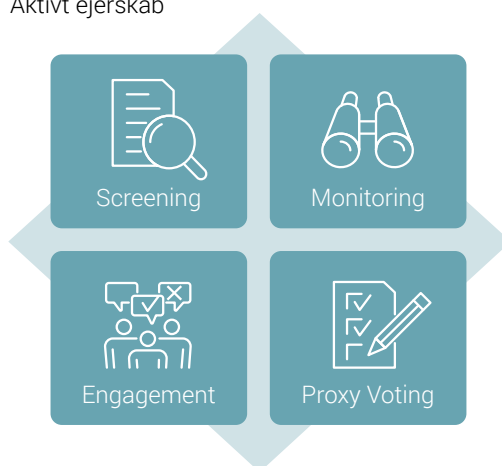 Aktivt ejerskab
Screening
Monitoring
Engagement
Proxy Voting